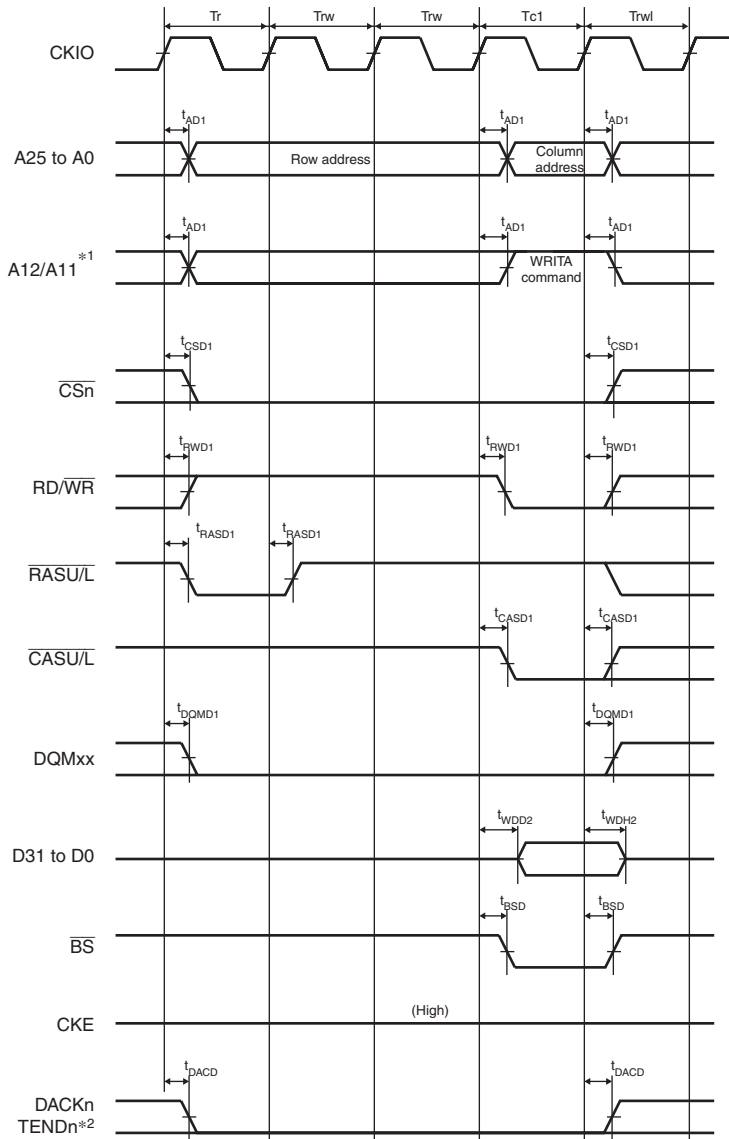 Tr Trw Trw Tc1 Trwl
CKIO
tAD1 tAD1 tAD1
A25 to A0 Row address Column address
tAD1 tAD1 tAD1
A12/A11*1 WRITA command
tCSD1 tCSD1
CSn
tRWD1 tRWD1 tRWD1
RD/WR
tRASD1 tRASD1
RASU/L
tCASD1 tCASD1
CASU/L
tDQMD1 tDQMD1
DQMxx
tWDD2 tWDH2
D31 to D0
tBSD tBSD
BS
(High)
CKE
tDACD tDACD
DACKn
TENDn*2